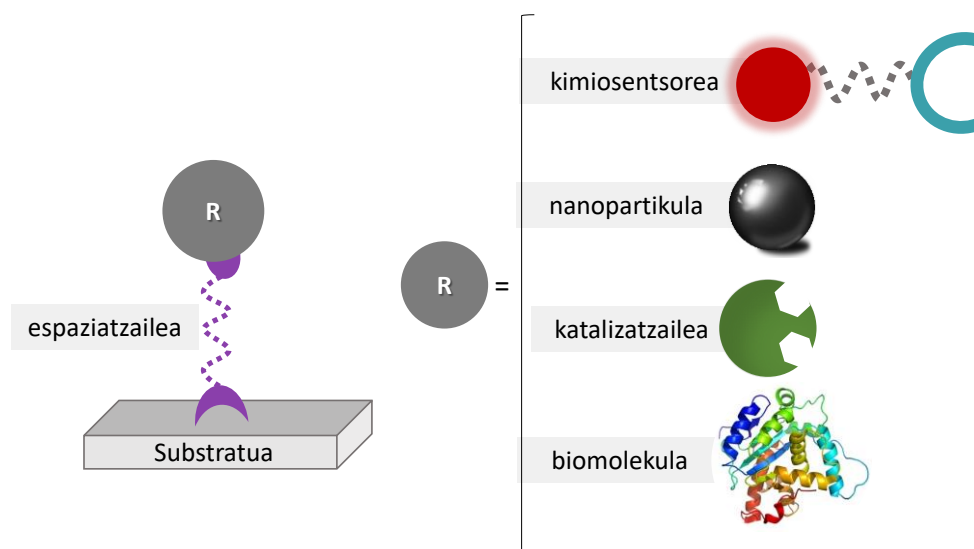 R
espaziatzailea
Substratua
R =
kimiosentsorea
nanopartikula
katalizatzailea
biomolekula